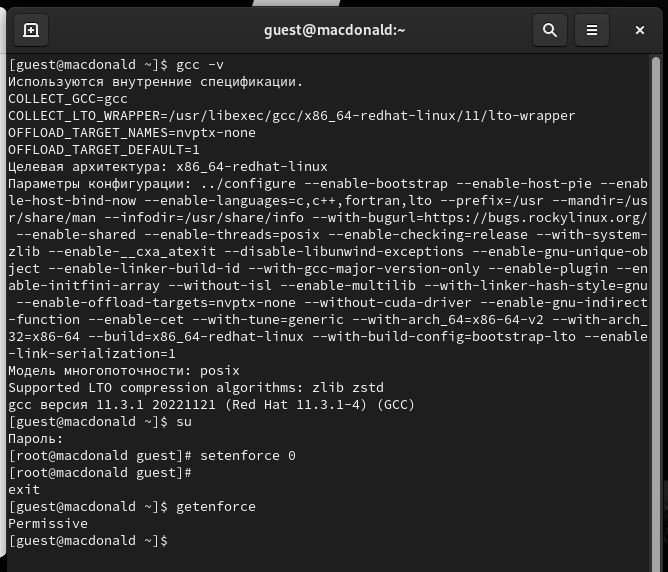 guest@macdonald:~
[guest@macdonald ~]$ gcc -v
Используются внутренние спецификации.
COLLECT_GCC=gcc
COLLECT_LTO_WRAPPER=/usr/libexec/gcc/x86_64-redhat-linux/11/lto-wrapper
OFFLOAD_TARGET_NAMES=nvptx-none
OFFLOAD_TARGET_DEFAULT=1
Целевая архитектура: x86_64-redhat-linux
Параметры конфигурации: ../configure --enable-bootstrap --enable-host-pie --enab
le-host-bind-now --enable-languages=c,c++,fortran,lto --prefix=/usr --mandir=/us
r/share/man --infodir=/usr/share/info --with-bugurl=https://bugs.rockylinux.org/
 --enable-shared --enable-threads=posix --enable-checking=release --with-system-
zlib --enable-__cxa_atexit --disable-libunwind-exceptions --enable-gnu-unique-ob
ject --enable-linker-build-id --with-gcc-major-version-only --enable-plugin --en
able-initfini-array --without-isl --enable-multilib --with-linker-hash-style=gnu
 --enable-offload-targets=nvptx-none --without-cuda-driver --enable-gnu-indirect
-function --enable-cet --with-tune=generic --with-arch_64=x86-64-v2 --with-arch_
32=x86-64 --build=x86_64-redhat-linux --with-build-config=bootstrap-lto --enable
-link-serialization=1
Модель многопоточности: posix
Supported LTO compression algorithms: zlib zstd
gcc версия 11.3.1 20221121 (Red Hat 11.3.1-4) (GCC)
[guest@macdonald ~]$ su
Пароль:
[root@macdonald guest]# setenforce 0
[root@macdonald guest]#
exit
[guest@macdonald ~]$ getenforce
Permissive
[guest@macdonald ~]$